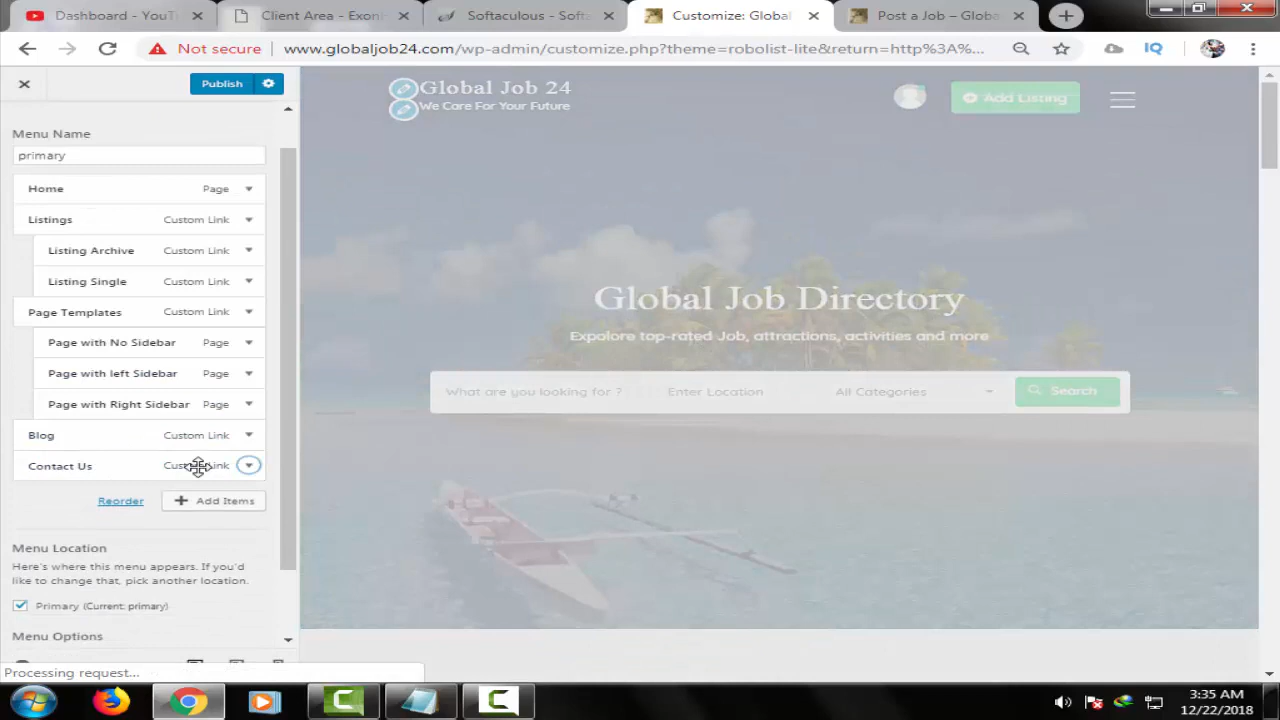 Dashboard - YouT
Client Area - Exoni
Softaculous - Softa
Customize: Global
Post a Job – Globa
Not secure
www.globaljob24.com/wp-admin/customize.php?theme=robolist-lite&return=http%3A%...
IQ
Publish
Menu Name
primary
Home Page
Listings Custom Link
Listing Archive Custom Link
Listing Single Custom Link
Page Templates Custom Link
Page with No Sidebar Page
Page with left Sidebar Page
Page with Right Sidebar Page
Blog Custom Link
Contact Us Custom Link
Reorder
Add Items
Menu Location
Here's where this menu appears. If you'd
like to change that, pick another location.
Primary (Current: primary)
Menu Options
Processing request...
Global Job 24
We Care For Your Future
Add Listing
Global Job Directory
Expolore top-rated Job, attractions, activities and more
What are you looking for ? Enter Location All Categories Search
3:35 AM
12/22/2018